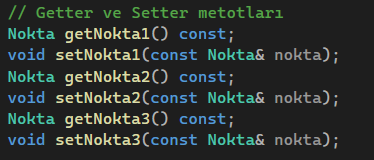 // Getter ve Setter metotları
Nokta getNokta1() const;
void setNokta1(const Nokta& nokta);
Nokta getNokta2() const;
void setNokta2(const Nokta& nokta);
Nokta getNokta3() const;
void setNokta3(const Nokta& nokta);